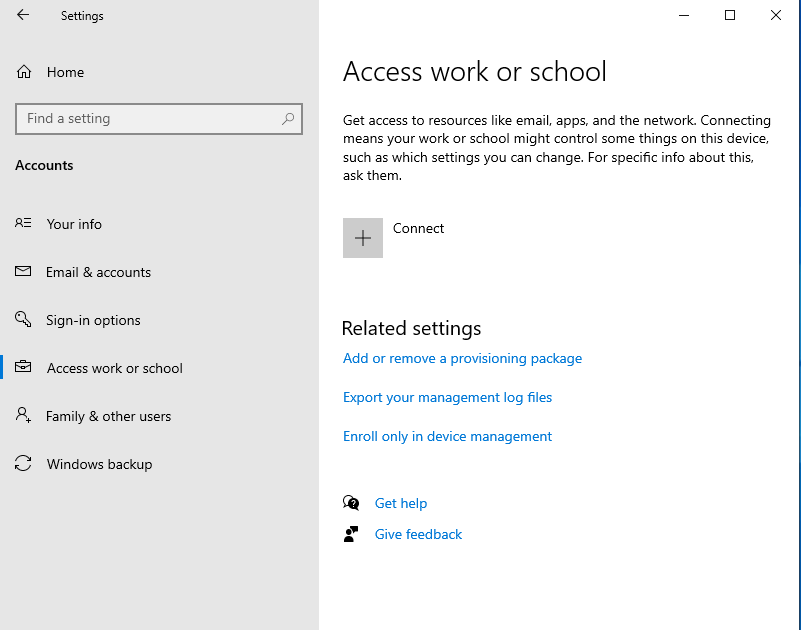 Settings
Home
Find a setting
Accounts
Your info
Email & accounts
Sign-in options
Access work or school
Family & other users
Windows backup
Access work or school
Get access to resources like email, apps, and the network. Connecting
means your work or school might control some things on this device,
such as which settings you can change. For specific info about this,
ask them.
Connect
Related settings
Add or remove a provisioning package
Export your management log files
Enroll only in device management
Get help
Give feedback